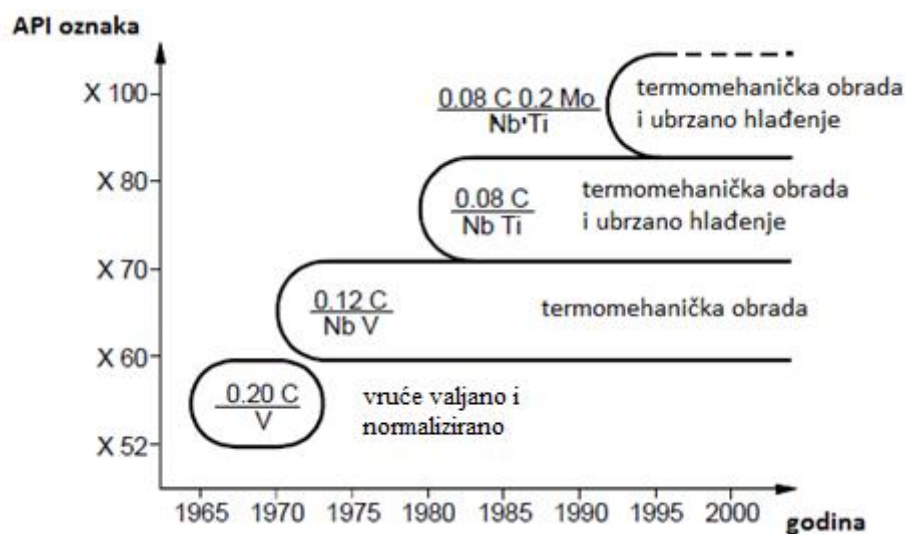 API oznaka
X 100
X 80
X 70
X 60
X 52
0.08 C 0.2 Mo
Nb'Ti
termomehanička obrada
i ubrzano hlađenje
0.08 C
Nb Ti
termomehanička obrada
i ubrzano hlađenje
0.12 C
Nb V
termomehanička obrada
0.20 C
V
vruće valjano i
normalizirano
1965 1970 1975 1980 1985 1990 1995 2000
godina